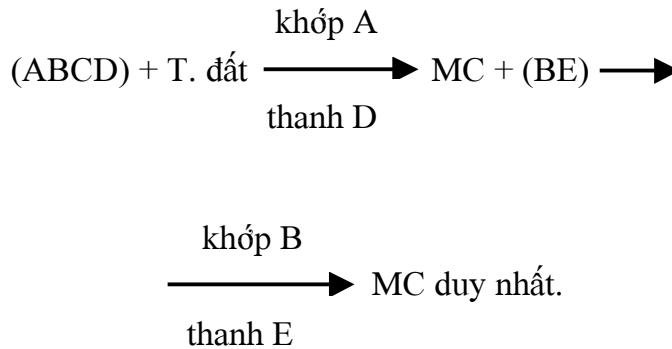 khớp A
(ABCD) + T. đất → MC + (BE) →
thanh D
khớp B
→ MC duy nhất.
thanh E